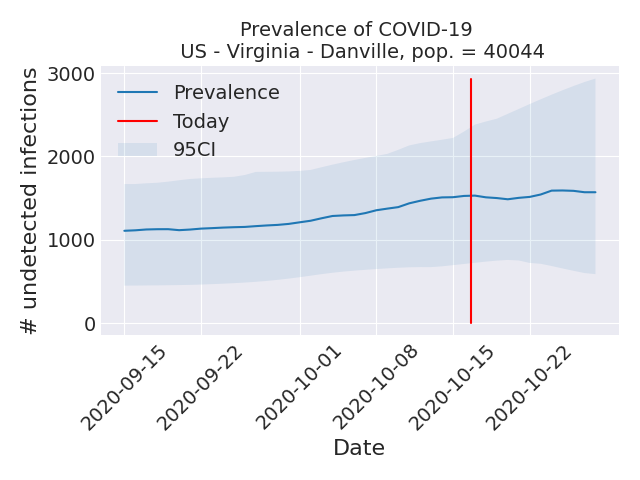 Prevalence of COVID-19
US - Virginia - Danville, pop. = 40044
# undetected infections
3000
2000
1000
0
Prevalence
Today
95CI
2020-09-15
2020-09-22
2020-10-01
2020-10-08
2020-10-15
2020-10-22
Date